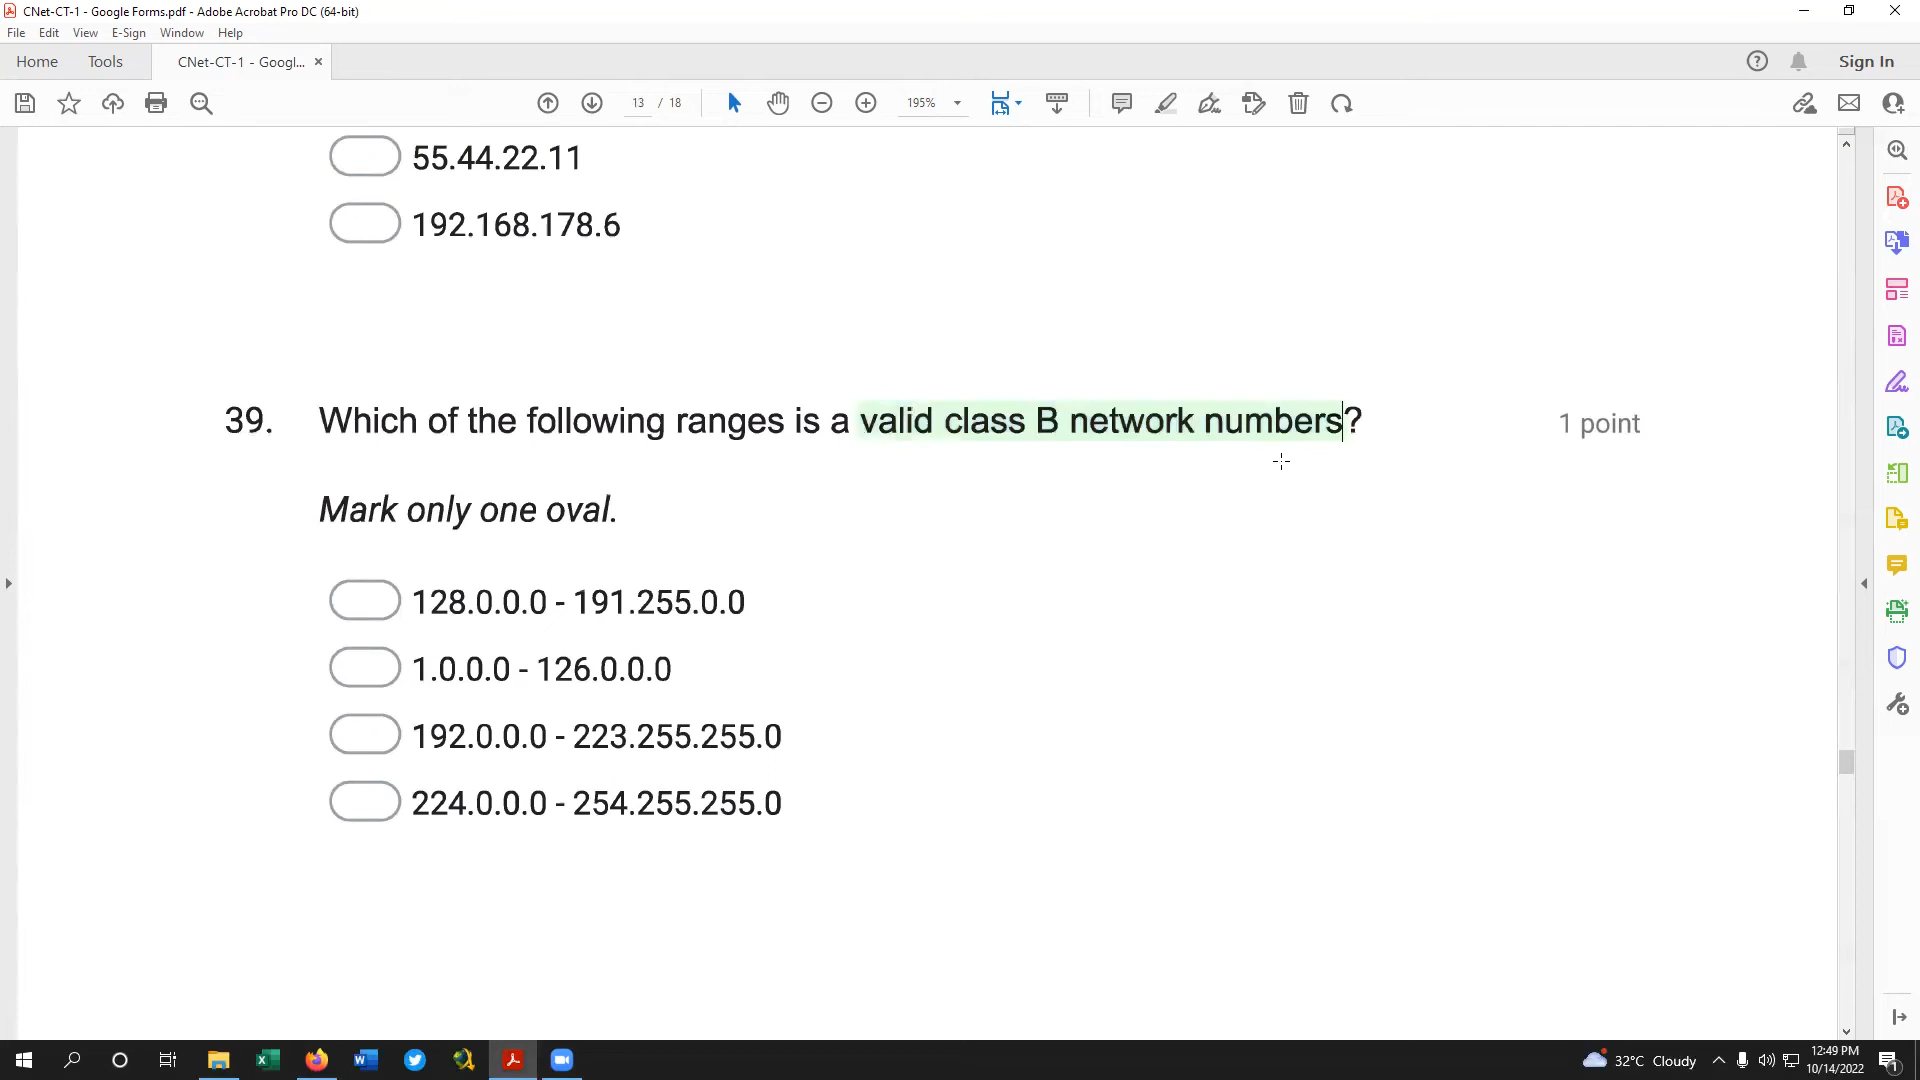 CNet-CT-1 - Google Forms.pdf - Adobe Acrobat Pro DC (64-bit)
File Edit View E-Sign Window Help
Home Tools CNet-CT-1 - Googl... ×
Sign In
13 / 18
195%
55.44.22.11
192.168.178.6
39. Which of the following ranges is a valid class B network numbers? 1 point
Mark only one oval.
128.0.0.0 - 191.255.0.0
1.0.0.0 - 126.0.0.0
192.0.0.0 - 223.255.255.0
224.0.0.0 - 254.255.255.0
32°C Cloudy
12:49 PM
10/14/2022
1